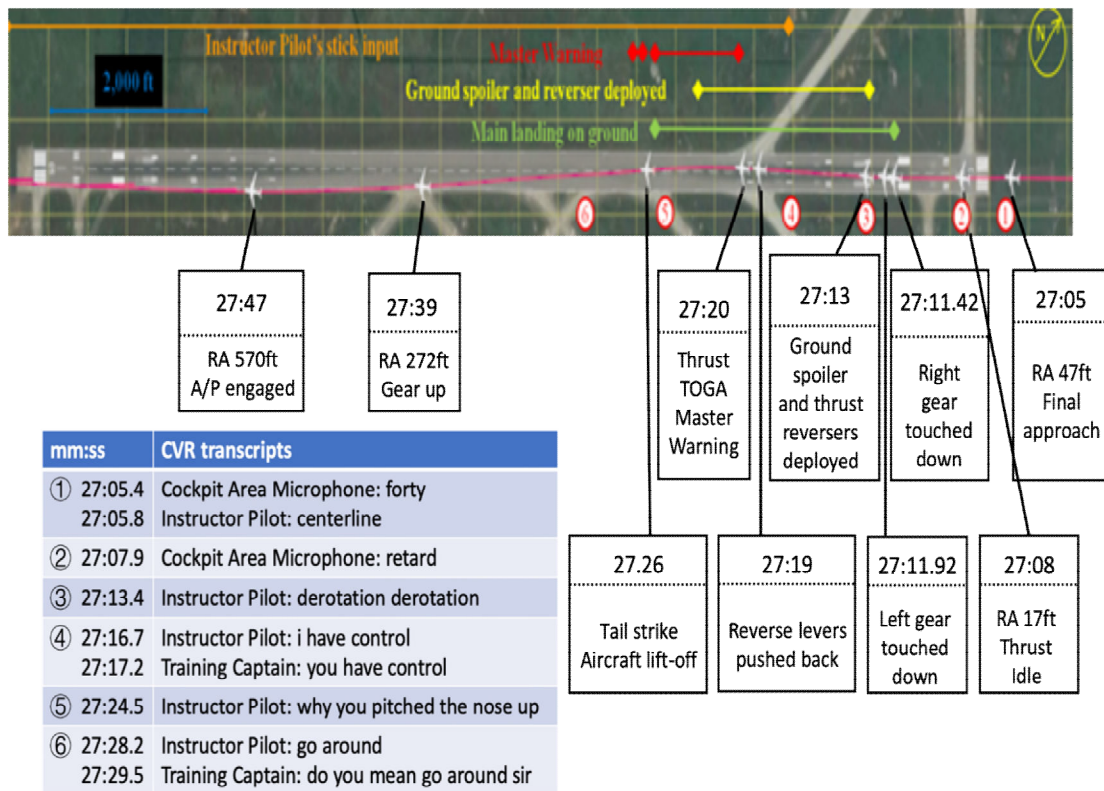 Instructor Pilot's stick input
Master Warning
N
2,000 ft
Ground spoiler and reverser deployed
Main landing on ground
⑥ ⑤ ④ ③ ② ①
27:47
RA 570ft
A/P engaged
27:39
RA 272ft
Gear up
27:20
Thrust
TOGA
Master
Warning
27:13
Ground
spoiler
and thrust
reversers
deployed
27:11.42
Right
gear
touched
down
27:05
RA 47ft
Final
approach
27.26
Tail strike
Aircraft lift-off
27:19
Reverse levers
pushed back
27:11.92
Left gear
touched
down
27:08
RA 17ft
Thrust
Idle
mm:ss CVR transcripts
① 27:05.4 Cockpit Area Microphone: forty
27:05.8 Instructor Pilot: centerline
② 27:07.9 Cockpit Area Microphone: retard
③ 27:13.4 Instructor Pilot: derotation derotation
④ 27:16.7 Instructor Pilot: i have control
27:17.2 Training Captain: you have control
⑤ 27:24.5 Instructor Pilot: why you pitched the nose up
⑥ 27:28.2 Instructor Pilot: go around
27:29.5 Training Captain: do you mean go around sir